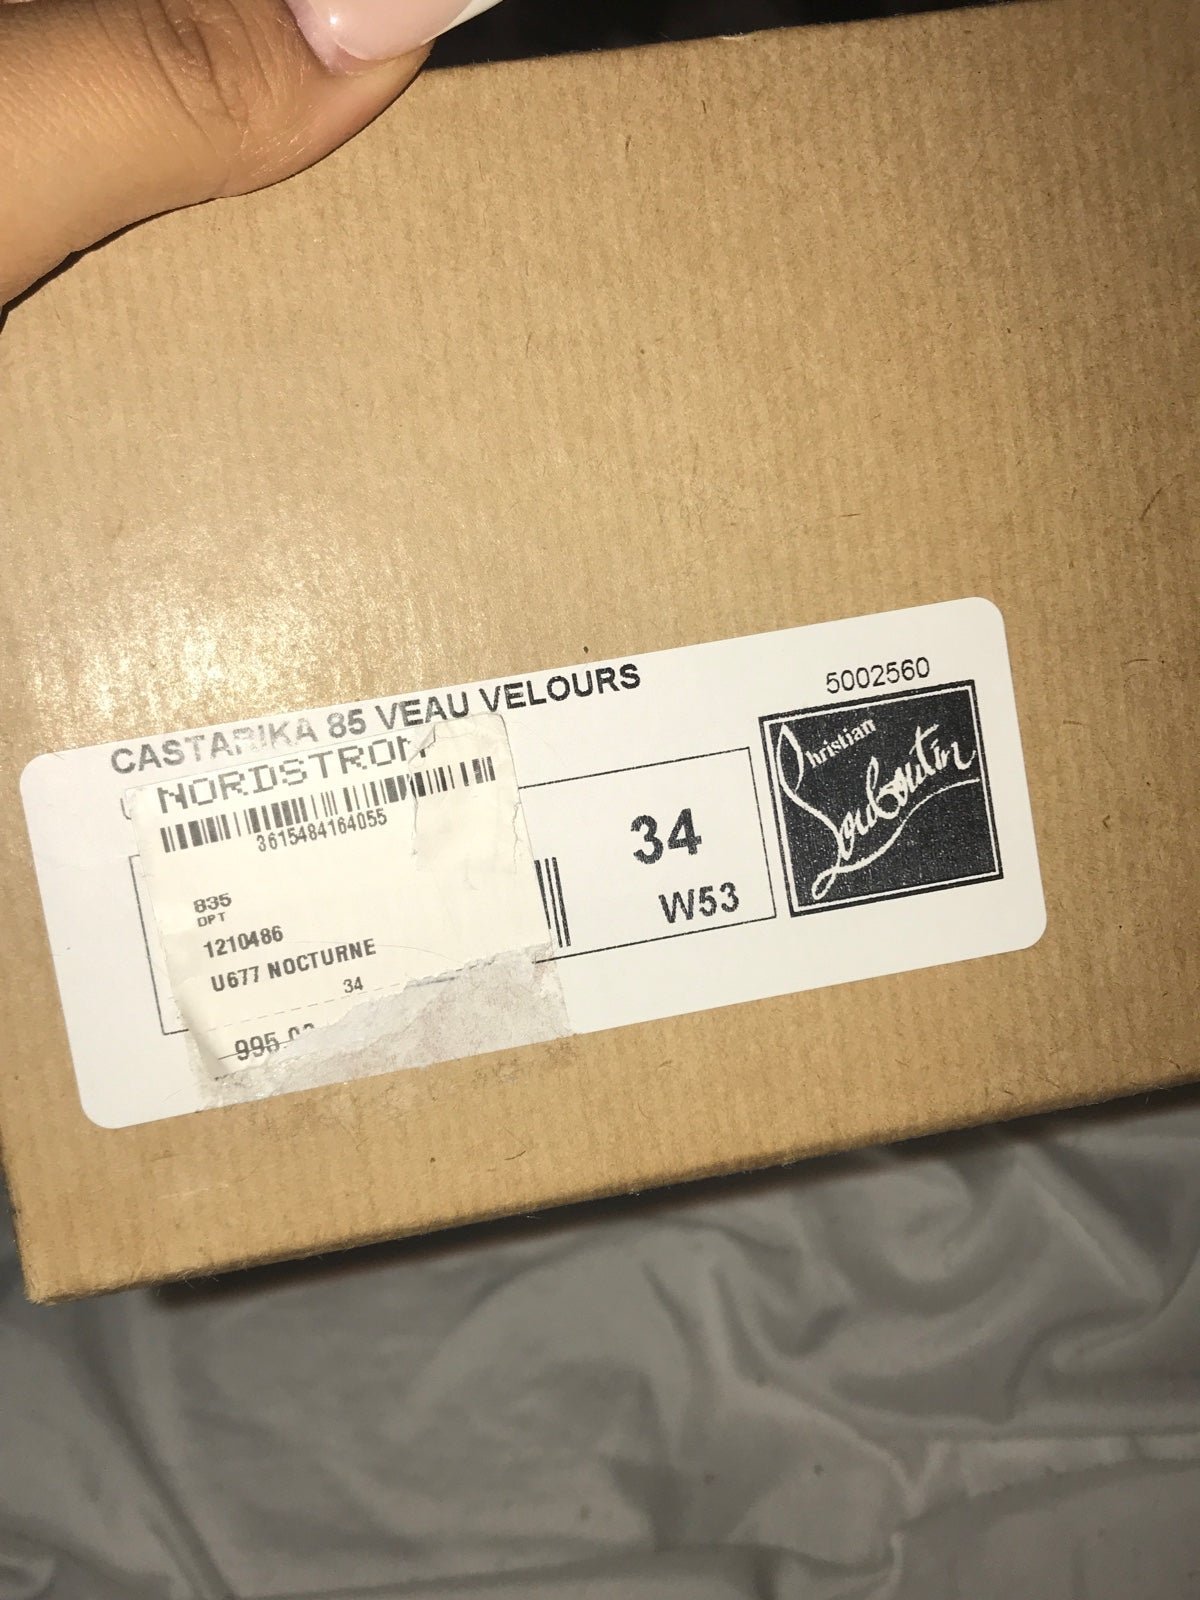 CASTARIKA 85 VEAU VELOURS
5002560
Christian
Louboutin
34
W53
NORDSTROM
3615484164055
835
DPT
1210486
U677 NOCTURNE
34